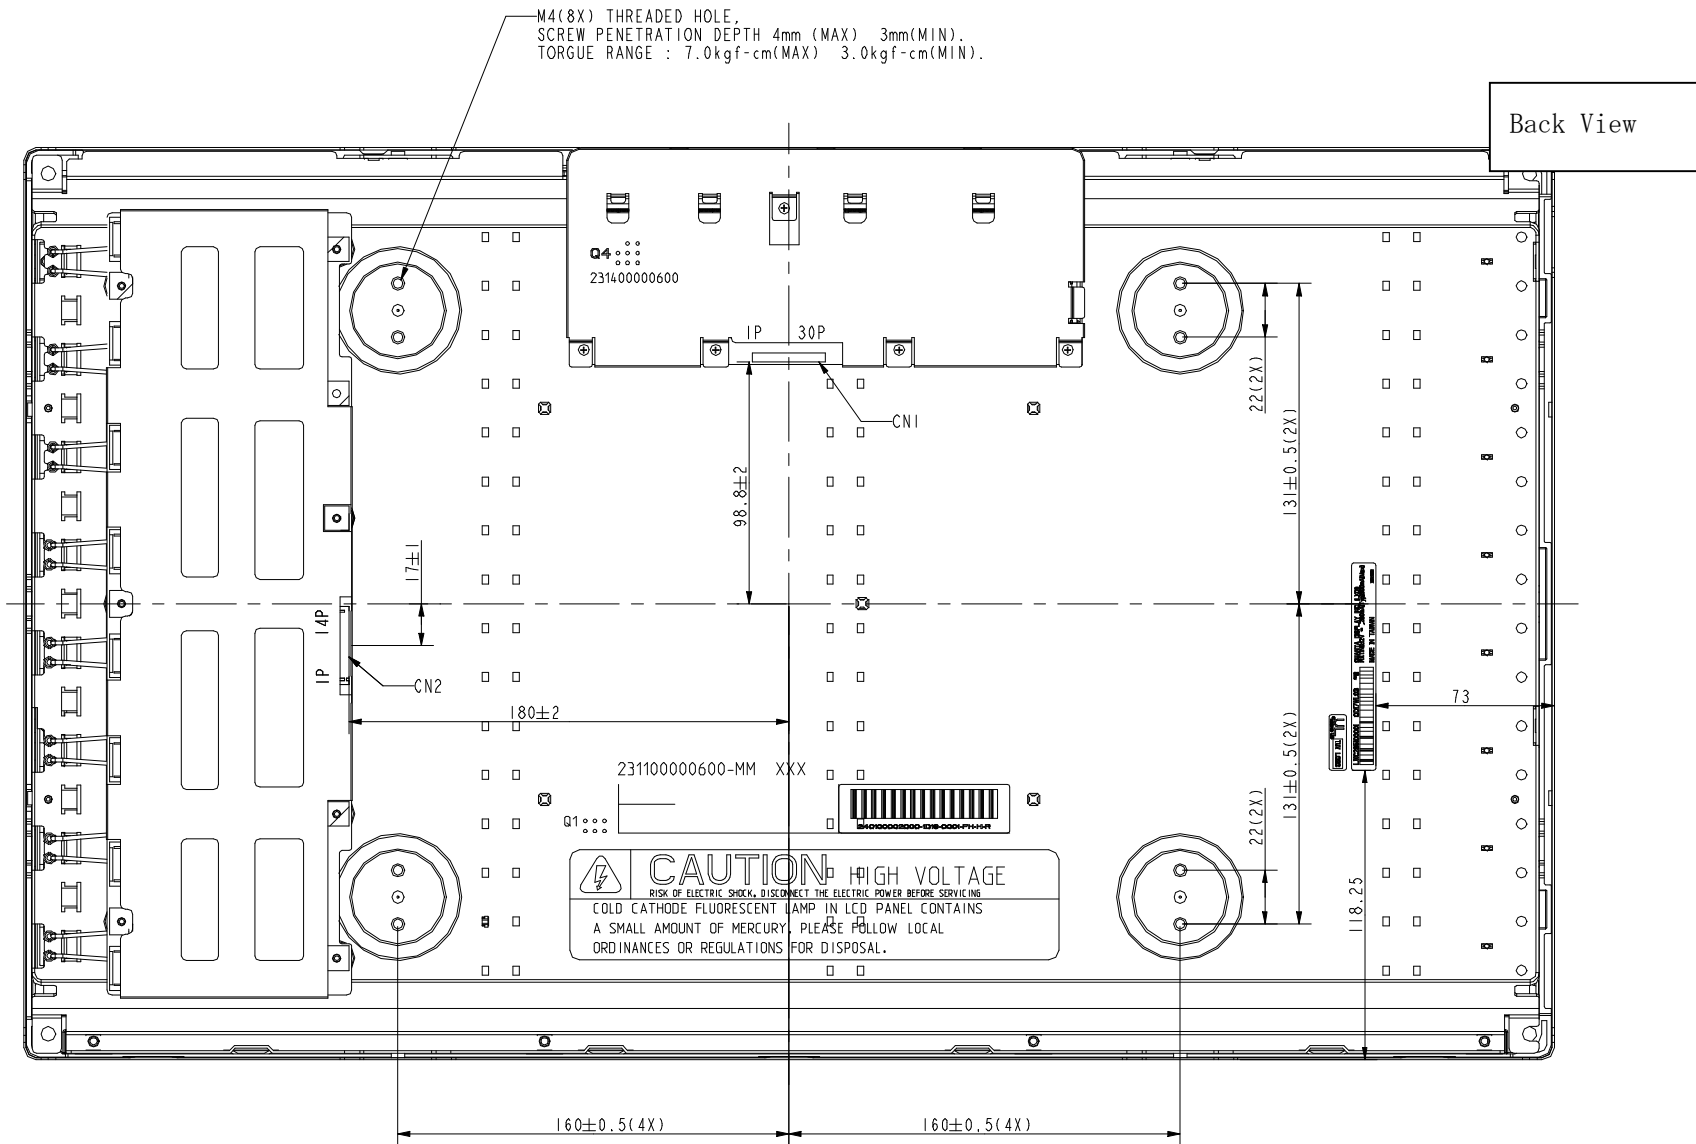 M4(8X) THREADED HOLE,
SCREW PENETRATION DEPTH 4mm (MAX) 3mm(MIN).
TORGUE RANGE : 7.0kgf-cm(MAX) 3.0kgf-cm(MIN).
Back View
Q4
231400000600
1P 30P
CN1
22(2X)
131±0.5(2X)
98.8±2
17±1
14P
1P
CN2
180±2
73
MADE IN TAIWAN
231100000600-MM XXX
Q1
22(2X)
131±0.5(2X)
118.25
CAUTION HIGH VOLTAGE
RISK OF ELECTRIC SHOCK. DISCONNECT THE ELECTRIC POWER BEFORE SERVICING
COLD CATHODE FLUORESCENT LAMP IN LCD PANEL CONTAINS
A SMALL AMOUNT OF MERCURY, PLEASE FOLLOW LOCAL
ORDINANCES OR REGULATIONS FOR DISPOSAL.
160±0.5(4X)
160±0.5(4X)